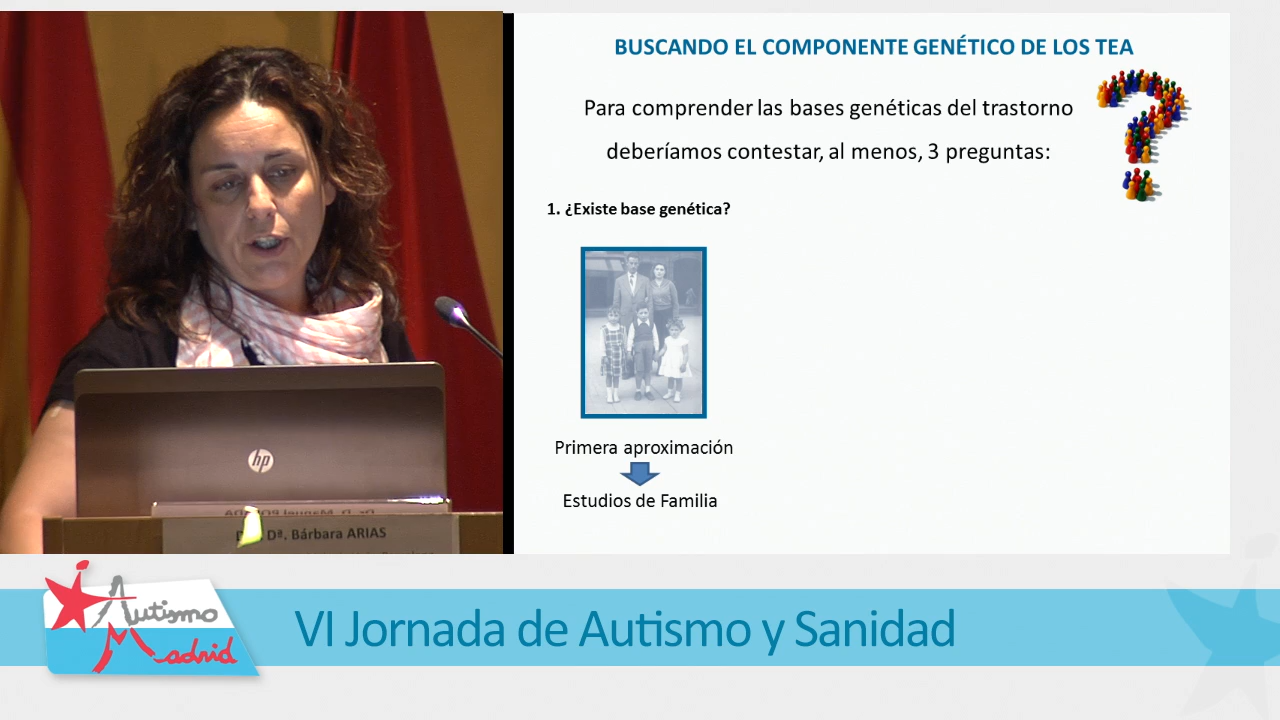 BUSCANDO EL COMPONENTE GENÉTICO DE LOS TEA
Para comprender las bases genéticas del trastorno
deberíamos contestar, al menos, 3 preguntas:
1. ¿Existe base genética?
Primera aproximación
Estudios de Familia
hp
Dª. Bárbara ARIAS
Autismo
Madrid
VI Jornada de Autismo y Sanidad